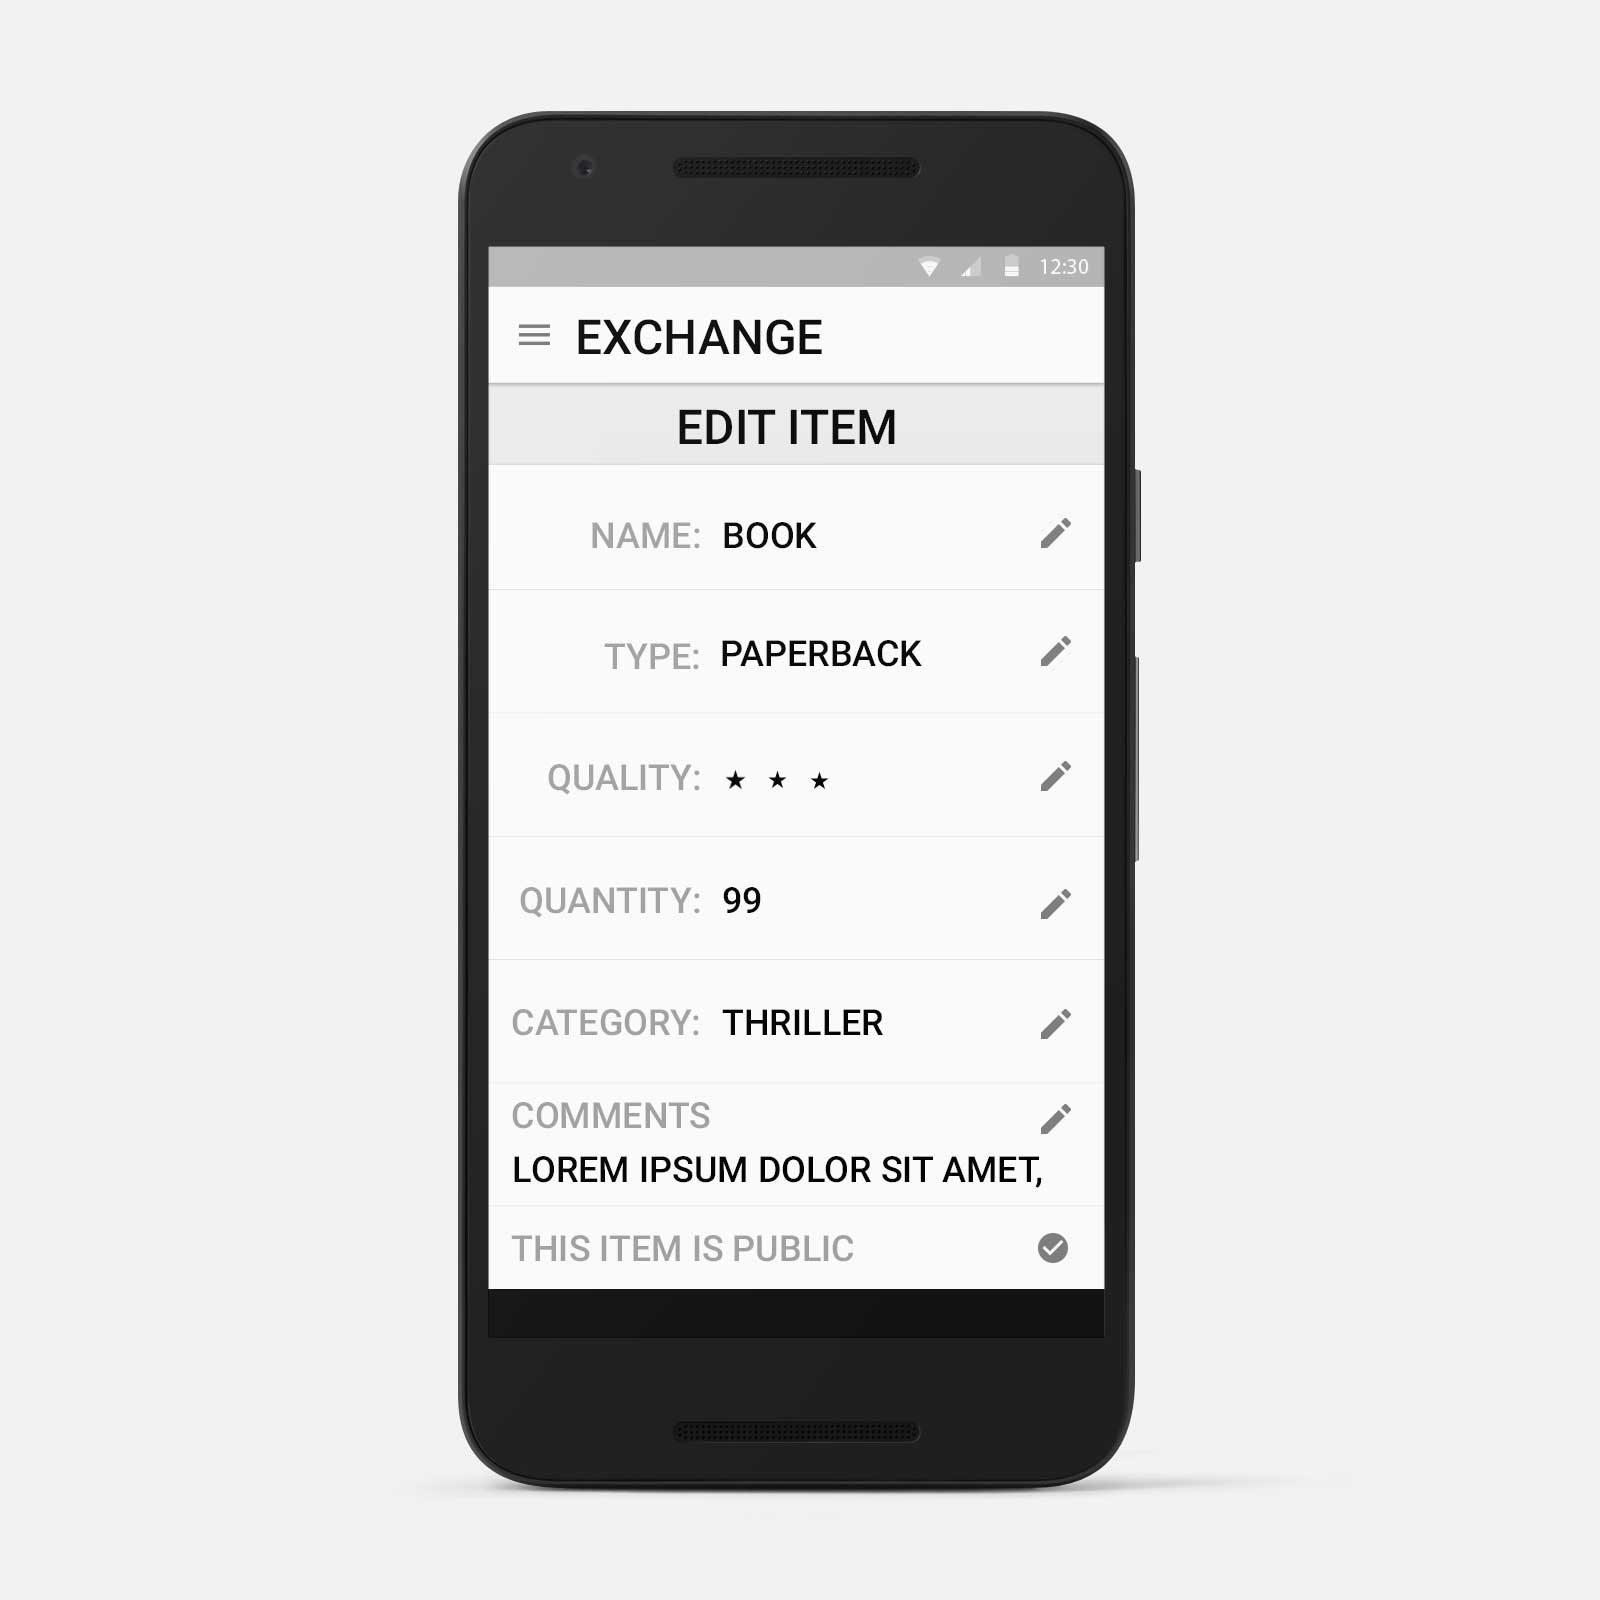 12:30
EXCHANGE
EDIT ITEM
NAME: BOOK
TYPE: PAPERBACK
QUALITY: ★ ★ ★
QUANTITY: 99
CATEGORY: THRILLER
COMMENTS
LOREM IPSUM DOLOR SIT AMET,
THIS ITEM IS PUBLIC